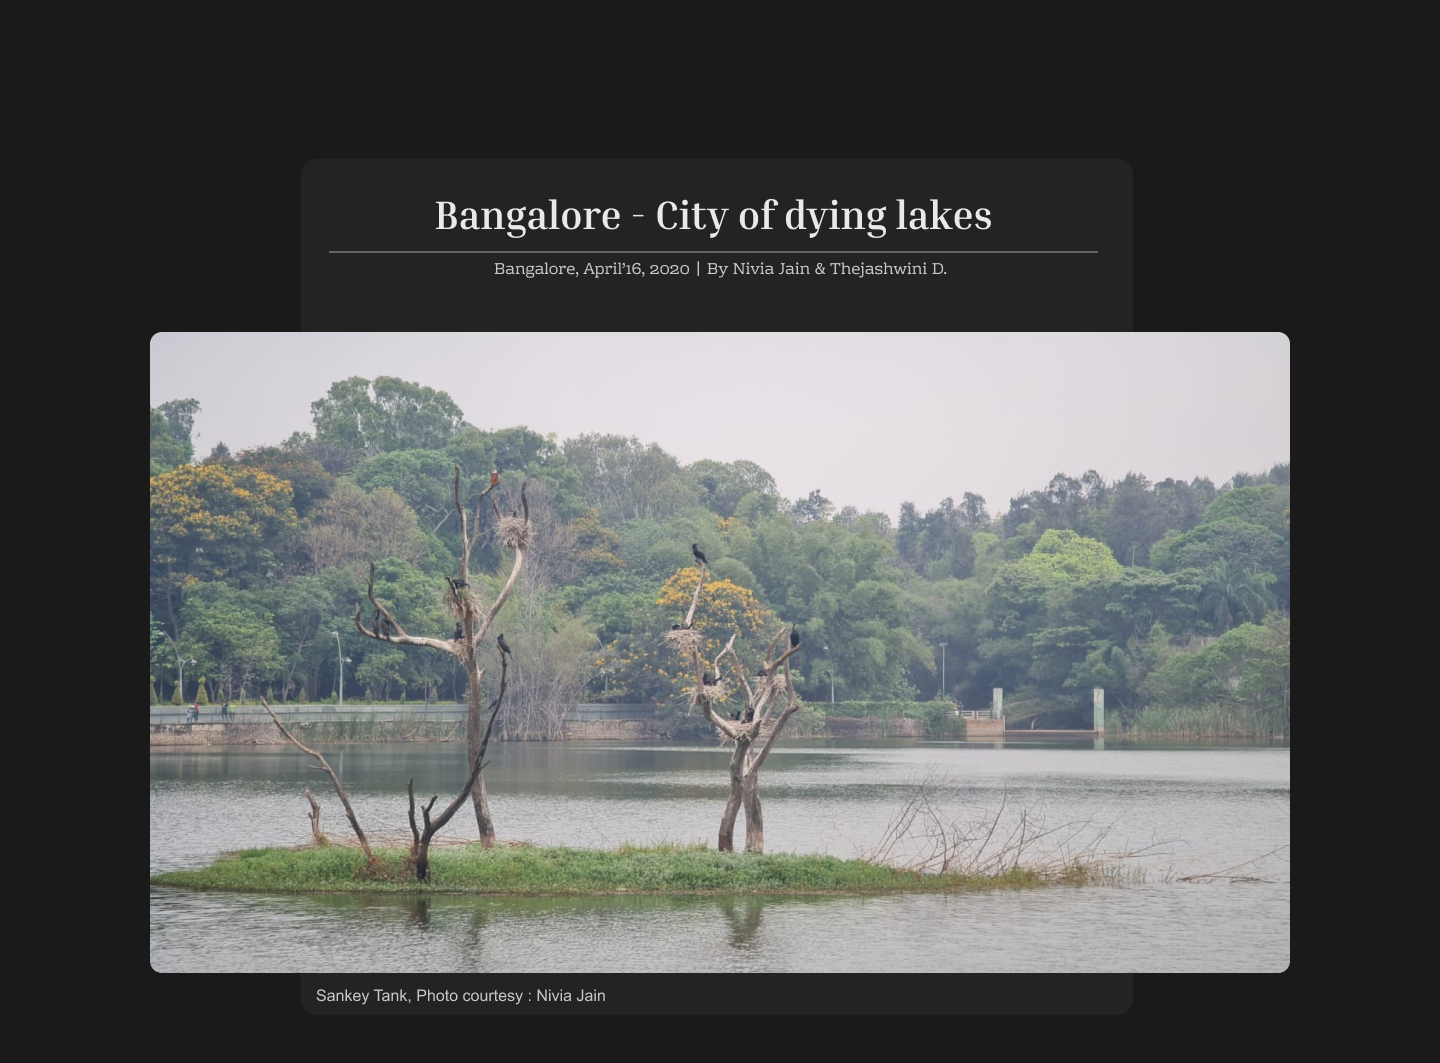 Bangalore - City of dying lakes
Bangalore, April'16, 2020 | By Nivia Jain & Thejashwini D.
Sankey Tank, Photo courtesy : Nivia Jain